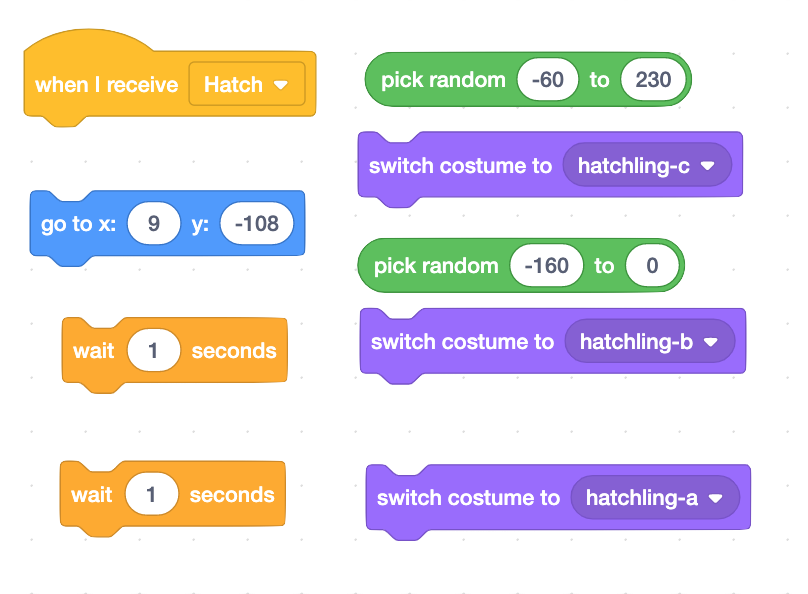 when I receive Hatch
go to x: 9 y: -108
wait 1 seconds
wait 1 seconds
pick random -60 to 230
switch costume to hatchling-c
pick random -160 to 0
switch costume to hatchling-b
switch costume to hatchling-a